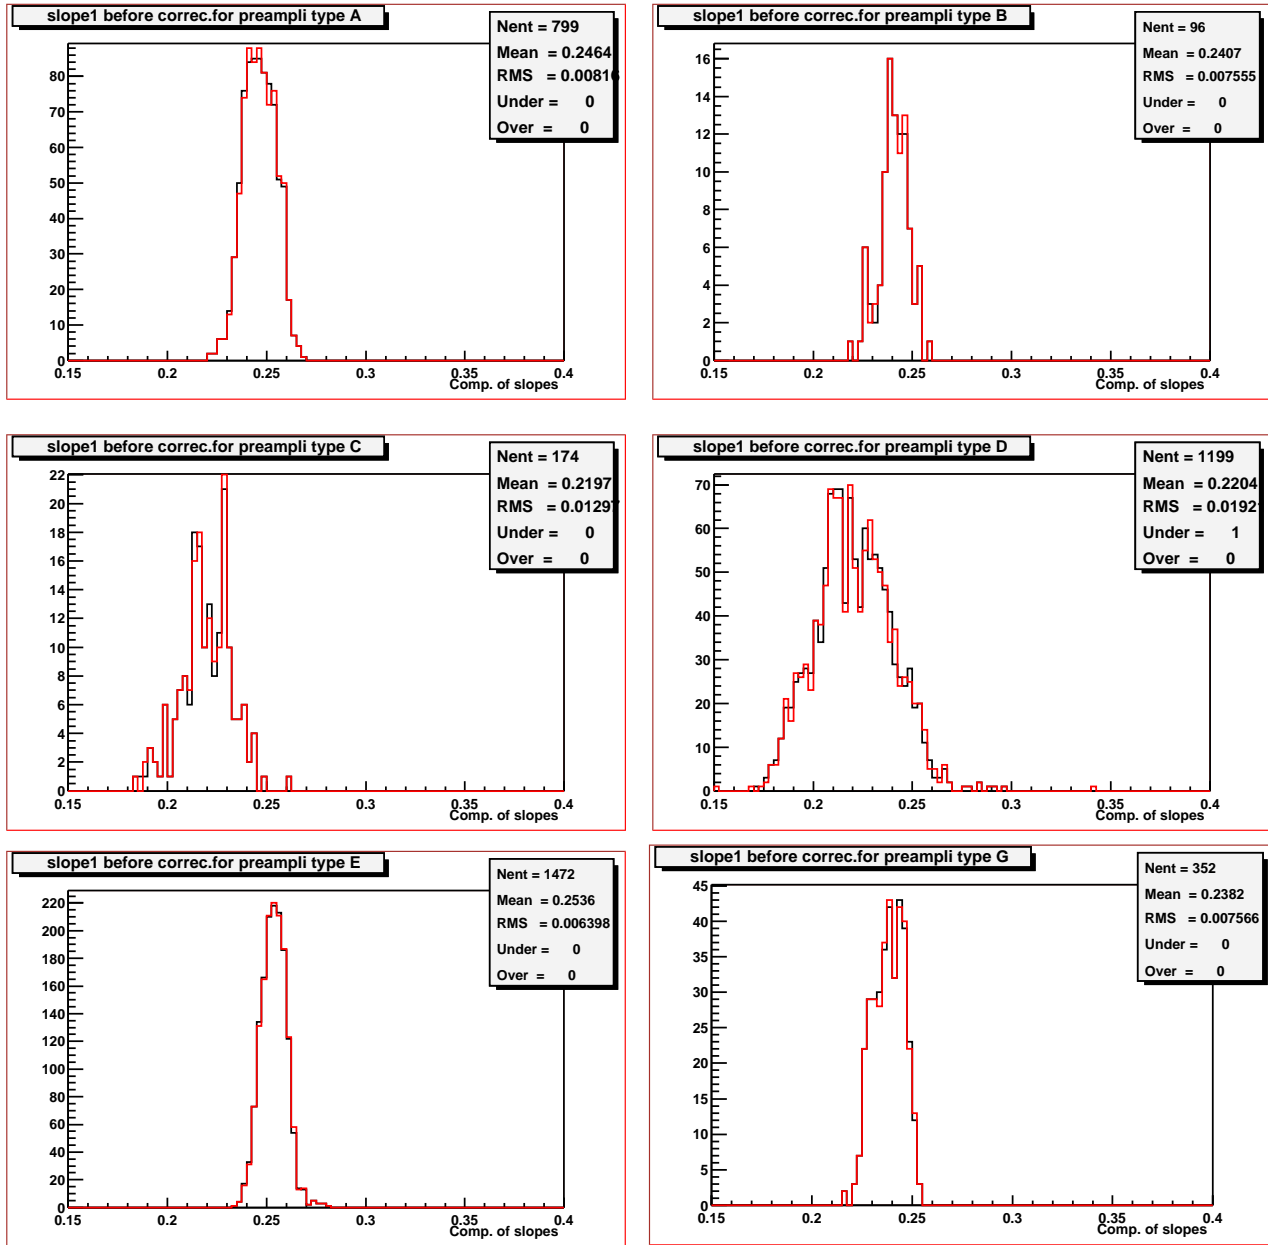 slope1 before correc.for preampli type A
Nent = 799
Mean = 0.2464
RMS = 0.00816
Under = 0
Over = 0
80
70
60
50
40
30
20
10
0
0.15 0.2 0.25 0.3 0.35 0.4
Comp. of slopes
slope1 before correc.for preampli type B
Nent = 96
Mean = 0.2407
RMS = 0.007555
Under = 0
Over = 0
16
14
12
10
8
6
4
2
0
0.15 0.2 0.25 0.3 0.35 0.4
Comp. of slopes
slope1 before correc.for preampli type C
Nent = 174
Mean = 0.2197
RMS = 0.01297
Under = 0
Over = 0
22
20
18
16
14
12
10
8
6
4
2
0
0.15 0.2 0.25 0.3 0.35 0.4
Comp. of slopes
slope1 before correc.for preampli type D
Nent = 1199
Mean = 0.2204
RMS = 0.01921
Under = 1
Over = 0
70
60
50
40
30
20
10
0
0.15 0.2 0.25 0.3 0.35 0.4
Comp. of slopes
slope1 before correc.for preampli type E
Nent = 1472
Mean = 0.2536
RMS = 0.006398
Under = 0
Over = 0
220
200
180
160
140
120
100
80
60
40
20
0
0.15 0.2 0.25 0.3 0.35 0.4
Comp. of slopes
slope1 before correc.for preampli type G
Nent = 352
Mean = 0.2382
RMS = 0.007566
Under = 0
Over = 0
45
40
35
30
25
20
15
10
5
0
0.15 0.2 0.25 0.3 0.35 0.4
Comp. of slopes